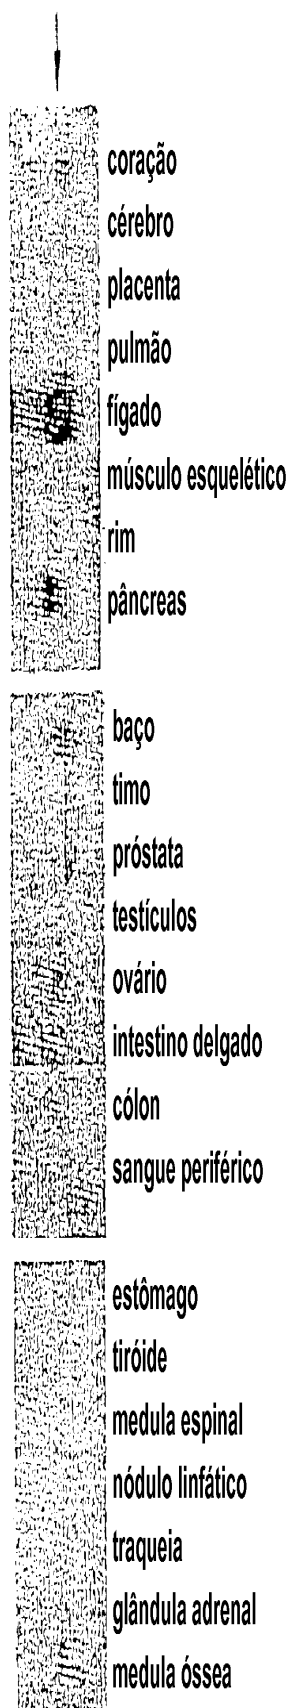 coração
cérebro
placenta
pulmão
fígado
músculo esquelético
rim
pâncreas
baço
timo
próstata
testículos
ovário
intestino delgado
cólon
sangue periférico
estômago
tiróide
medula espinal
nódulo linfático
traqueia
glândula adrenal
medula óssea